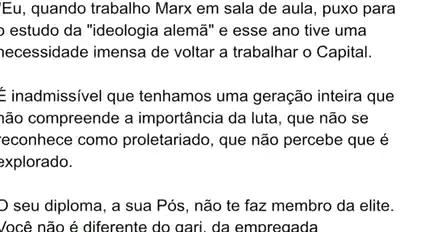 "Eu, quando trabalho Marx em sala de aula, puxo para
o estudo da "ideologia alemã" e esse ano tive uma
necessidade imensa de voltar a trabalhar o Capital.
É inadmissível que tenhamos uma geração inteira que
não compreende a importância da luta, que não se
reconhece como proletariado, que não percebe que é
explorado.
O seu diploma, a sua Pós, não te faz membro da elite.
Você não é diferente do gari, da empregada